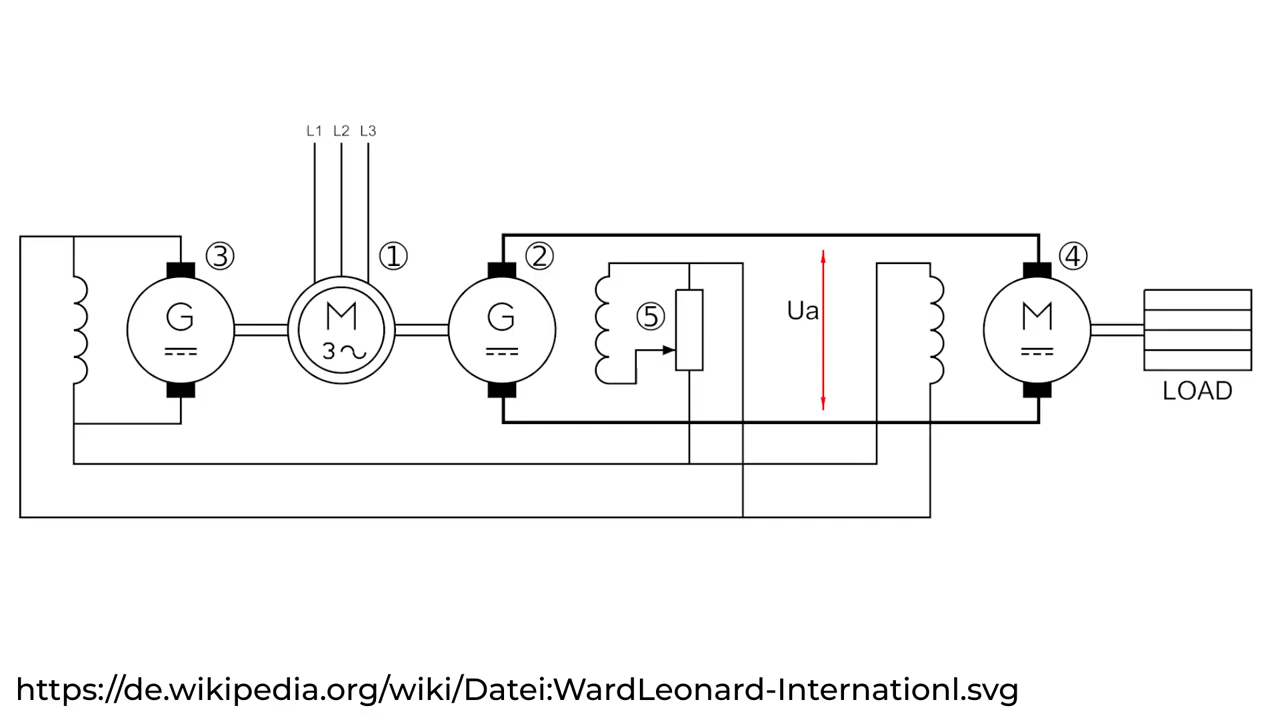 L1 L2 L3
③ ① ② ④
G M G M
3
⑤ Ua
LOAD
https://de.wikipedia.org/wiki/Datei:WardLeonard-Internationl.svg